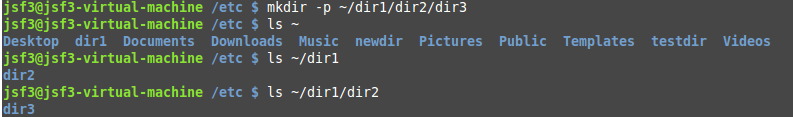 jsf3@jsf3-virtual-machine /etc $ mkdir -p ~/dir1/dir2/dir3
jsf3@jsf3-virtual-machine /etc $ ls ~
Desktop  dir1  Documents  Downloads  Music  newdir  Pictures  Public  Templates  testdir  Videos
jsf3@jsf3-virtual-machine /etc $ ls ~/dir1
dir2
jsf3@jsf3-virtual-machine /etc $ ls ~/dir1/dir2
dir3